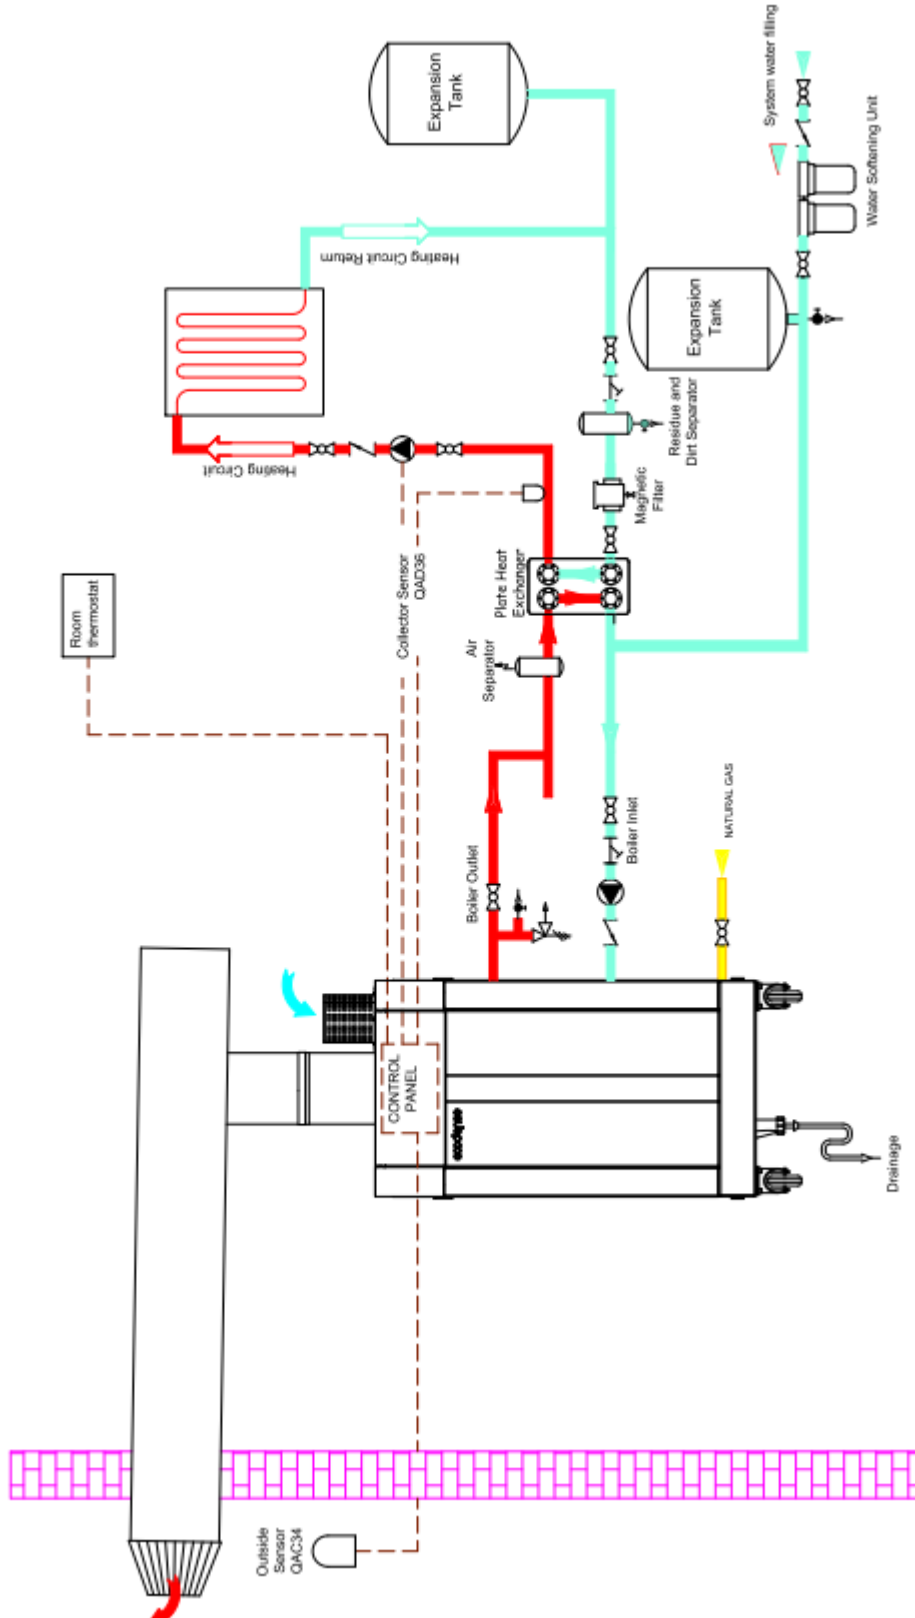 Outside
Sensor
QAC34
CONTROL
PANEL
Drainage
Room
thermostat
Collector Sensor
QAD36
Boiler Outlet
Boiler Inlet
NATURAL GAS
Air
Separator
Plate Heat
Exchanger
Magnetic
Filter
Residue and
Dirt Separator
Heating Circuit
Heating Circuit Return
Expansion
Tank
Expansion
Tank
Water Softening Unit
System water filling